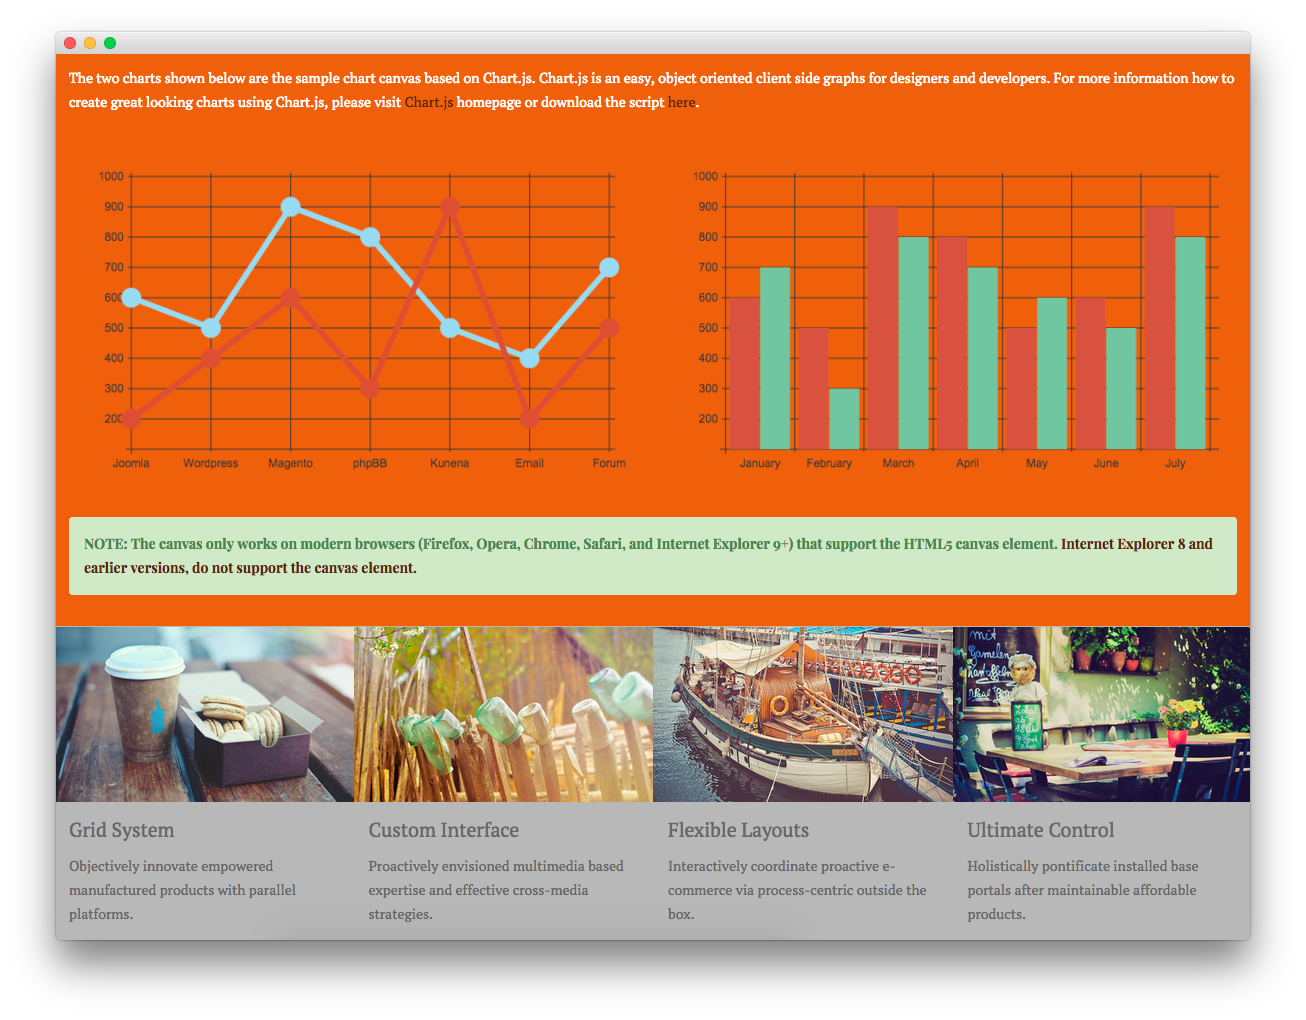 The two charts shown below are the sample chart canvas based on Chart.js. Chart.js is an easy, object oriented client side graphs for designers and developers. For more information how to
create great looking charts using Chart.js, please visit Chart.js homepage or download the script here.
1000
900
800
700
600
500
400
300
200
Joomla Wordpress Magento phpBB Kunena Email Forum
1000
900
800
700
600
500
400
300
200
January February March April May June July
NOTE: The canvas only works on modern browsers (Firefox, Opera, Chrome, Safari, and Internet Explorer 9+) that support the HTML5 canvas element. Internet Explorer 8 and
earlier versions, do not support the canvas element.
mit
Gamelen
Grid System
Objectively innovate empowered
manufactured products with parallel
platforms.
Custom Interface
Proactively envisioned multimedia based
expertise and effective cross-media
strategies.
Flexible Layouts
Interactively coordinate proactive e-
commerce via process-centric outside the
box.
Ultimate Control
Holistically pontificate installed base
portals after maintainable affordable
products.